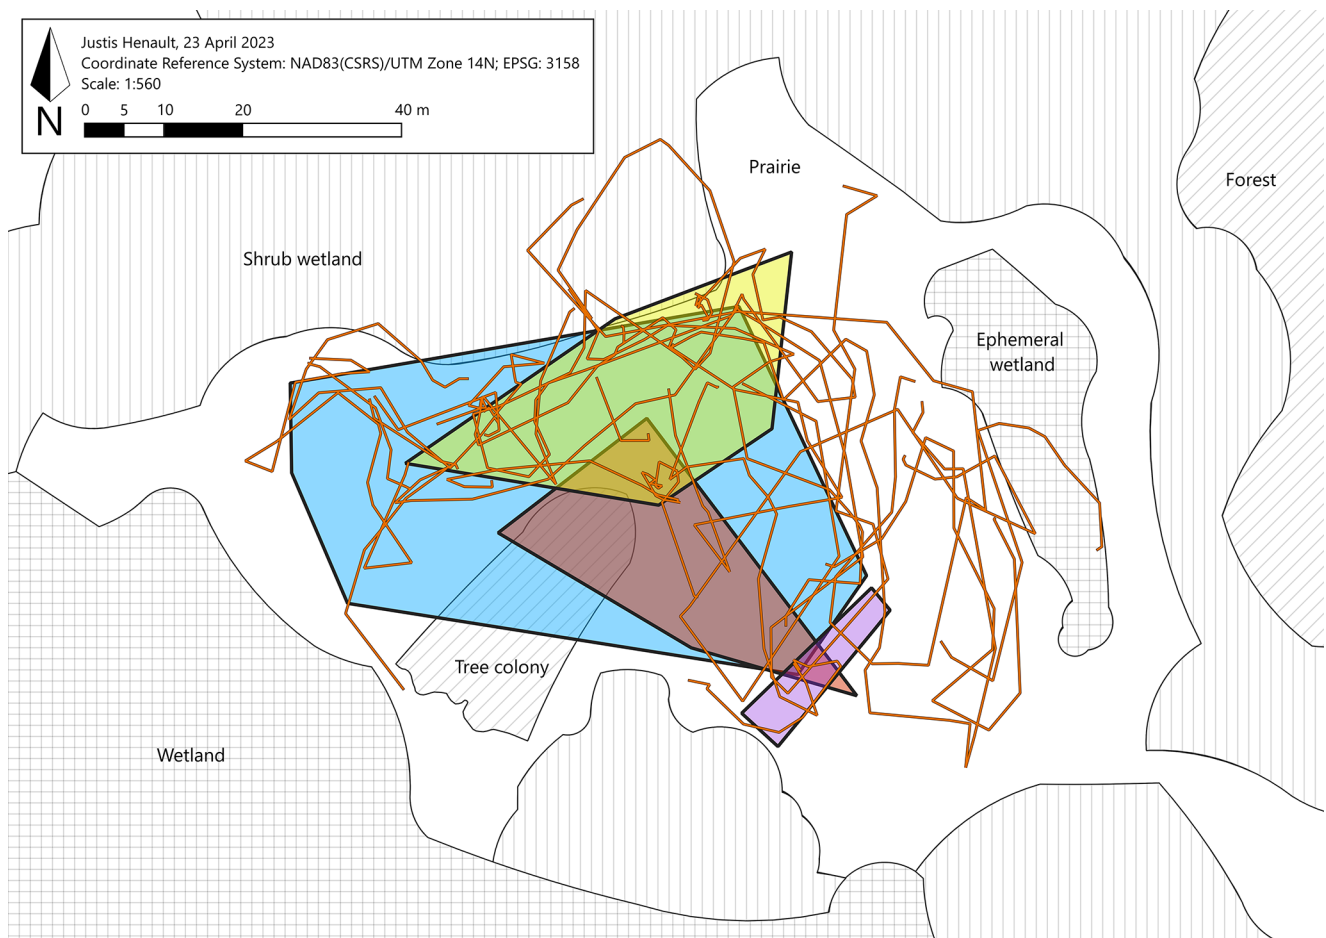 Justis Henault, 23 April 2023
Coordinate Reference System: NAD83(CSRS)/UTM Zone 14N; EPSG: 3158
Scale: 1:560
0 5 10 20 40 m
N
Prairie
Forest
Shrub wetland
Ephemeral
wetland
Tree colony
Wetland